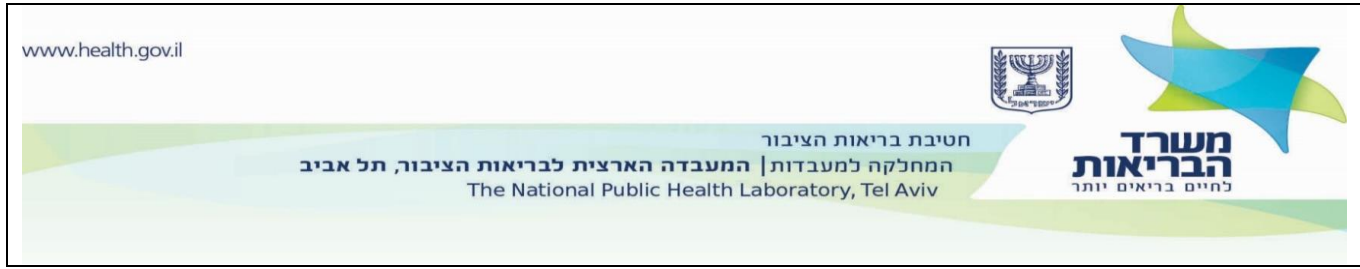 www.health.gov.il
ישראל
משרד
הבריאות
לחיים בריאים יותר
חטיבת בריאות הציבור
המחלקה למעבדות| המעבדה הארצית לבריאות הציבור, תל אביב
The National Public Health Laboratory, Tel Aviv